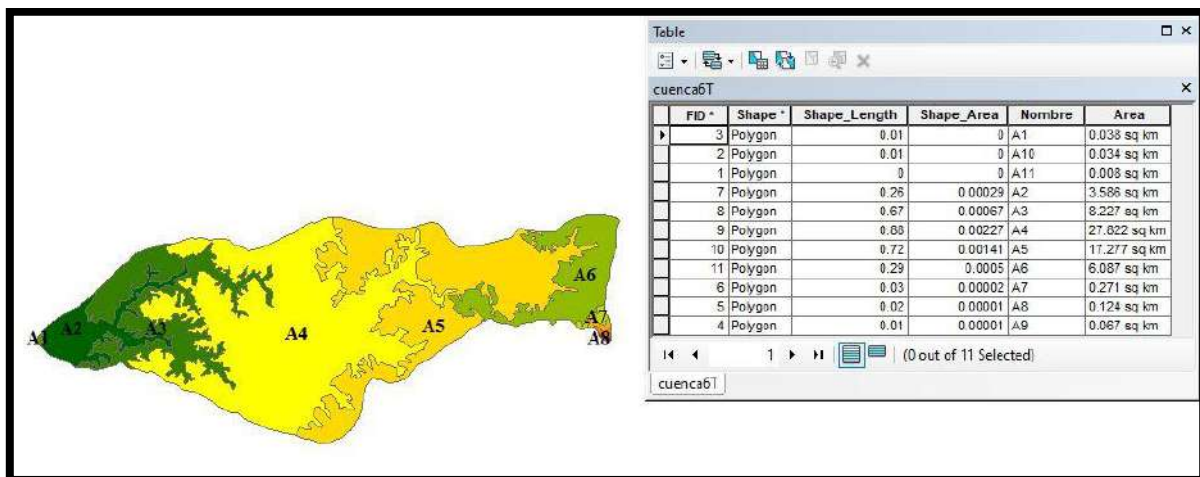 A1
A2
A3
A4
A5
A6
A7
A8
Table
cuenca6T
FID * Shape * Shape_Length Shape_Area Nombre Area
3 Polygon 0.01 0 A1 0.038 sq km
2 Polygon 0.01 0 A10 0.034 sq km
1 Polygon 0 0 A11 0.008 sq km
7 Polygon 0.26 0.00029 A2 3.586 sq km
8 Polygon 0.67 0.00067 A3 8.227 sq km
9 Polygon 0.88 0.00227 A4 27.822 sq km
10 Polygon 0.72 0.00141 A5 17.277 sq km
11 Polygon 0.29 0.0005 A6 6.087 sq km
6 Polygon 0.03 0.00002 A7 0.271 sq km
5 Polygon 0.02 0.00001 A8 0.124 sq km
4 Polygon 0.01 0.00001 A9 0.067 sq km
1 (0 out of 11 Selected)
cuenca6T